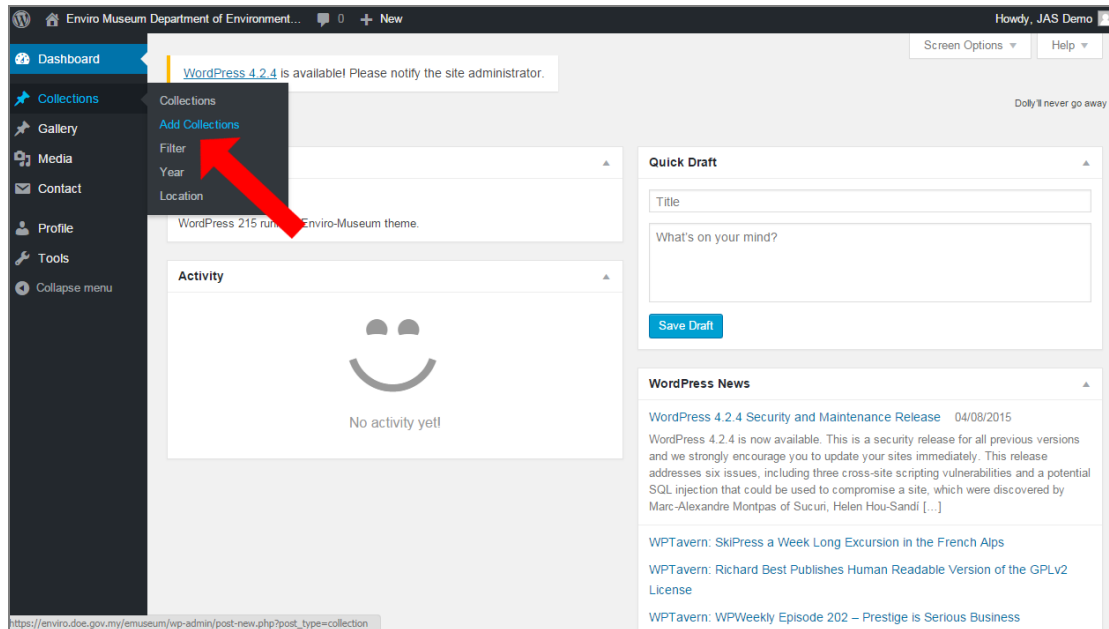 Enviro Museum Department of Environment... 0 New
Howdy, JAS Demo
Screen Options
Help
Dashboard
Collections
Gallery
Media
Contact
Profile
Tools
Collapse menu
Collections
Add Collections
Filter
Year
Location
WordPress 4.2.4 is available! Please notify the site administrator.
Dolly'll never go away
WordPress 215 Enviro-Museum theme.
Activity
No activity yet!
Quick Draft
Title
What's on your mind?
Save Draft
WordPress News
WordPress 4.2.4 Security and Maintenance Release 04/08/2015
WordPress 4.2.4 is now available. This is a security release for all previous versions
and we strongly encourage you to update your sites immediately. This release
addresses six issues, including three cross-site scripting vulnerabilities and a potential
SQL injection that could be used to compromise a site, which were discovered by
Marc-Alexandre Montpas of Sucuri, Helen Hou-Sandí […]
WPTavern: SkiPress a Week Long Excursion in the French Alps
WPTavern: Richard Best Publishes Human Readable Version of the GPLv2
License
WPTavern: WPWeekly Episode 202 – Prestige is Serious Business
https://enviro.doe.gov.my/emuseum/wp-admin/post-new.php?post_type=collection